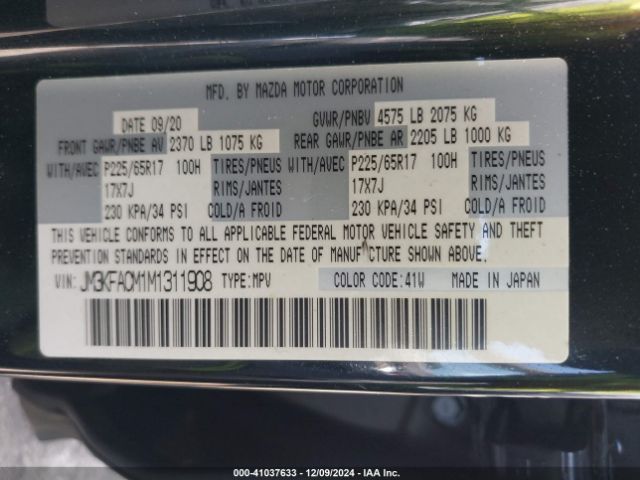 MFD. BY MAZDA MOTOR CORPORATION
DATE 09/20 GVWR/PNBV 4575 LB 2075 KG
FRONT GAWR/PNBE AV 2370 LB 1075 KG REAR GAWR/PNBE AR 2205 LB 1000 KG
WITH/AVEC P225/65R17 100H TIRES/PNEUS WITH/AVEC P225/65R17 100H TIRES/PNEUS
17X7J RIMS/JANTES 17X7J RIMS/JANTES
230 KPA/34 PSI COLD/A FROID 230 KPA/34 PSI COLD/A FROID
THIS VEHICLE CONFORMS TO ALL APPLICABLE FEDERAL MOTOR VEHICLE SAFETY AND THEFT
PREVENTION STANDARDS IN EFFECT ON THE DATE OF MANUFACTURE SHOWN ABOVE.
VIN: JM3KFACM1M1311908 TYPE: MPV COLOR CODE: 41W MADE IN JAPAN
000-41037633 - 12/09/2024 - IAA Inc.